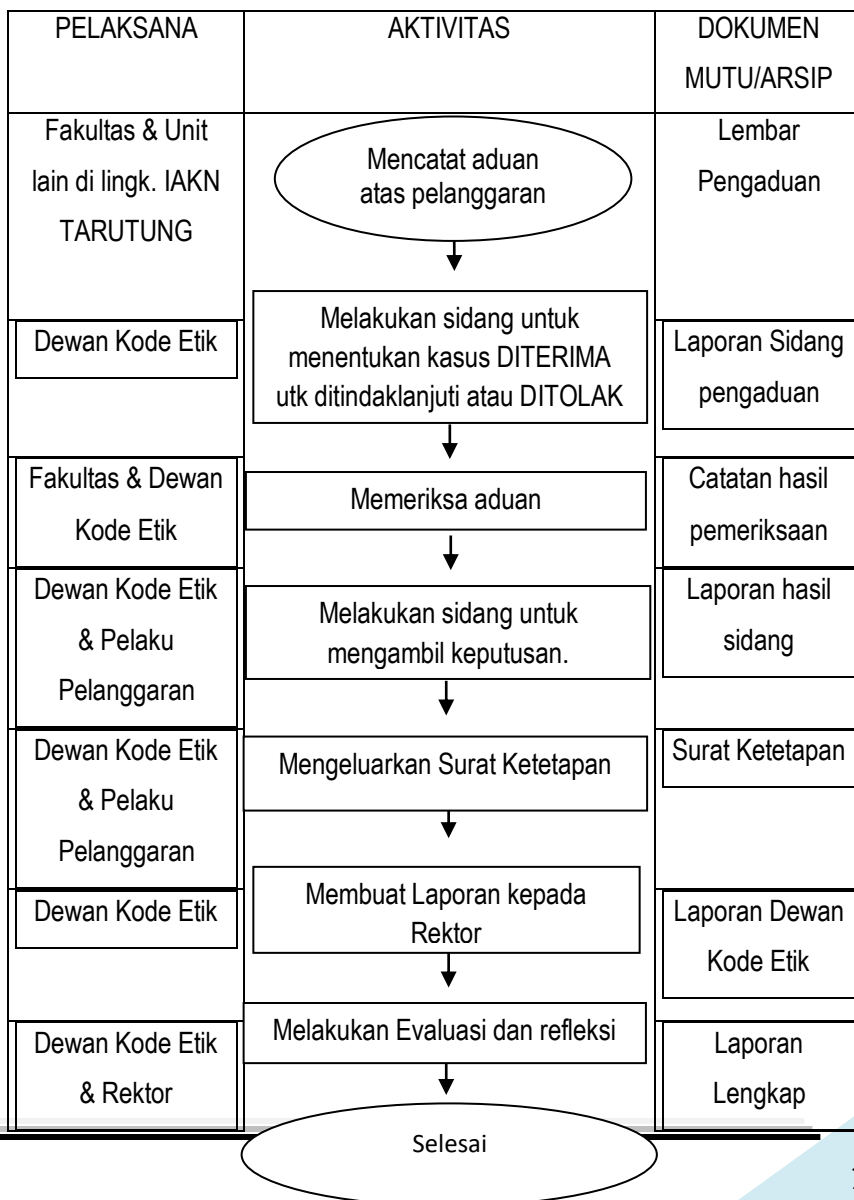 PELAKSANA
AKTIVITAS
DOKUMEN
MUTU/ARSIP
Fakultas & Unit
lain di lingk. IAKN
TARUTUNG
Mencatat aduan
atas pelanggaran
Lembar
Pengaduan
Dewan Kode Etik
Melakukan sidang untuk
menentukan kasus DITERIMA
utk ditindaklanjuti atau DITOLAK
Laporan Sidang
pengaduan
Fakultas & Dewan
Kode Etik
Memeriksa aduan
Catatan hasil
pemeriksaan
Dewan Kode Etik
& Pelaku
Pelanggaran
Melakukan sidang untuk
mengambil keputusan.
Laporan hasil
sidang
Dewan Kode Etik
& Pelaku
Pelanggaran
Mengeluarkan Surat Ketetapan
Surat Ketetapan
Dewan Kode Etik
Membuat Laporan kepada
Rektor
Laporan Dewan
Kode Etik
Dewan Kode Etik
& Rektor
Melakukan Evaluasi dan refleksi
Laporan
Lengkap
Selesai